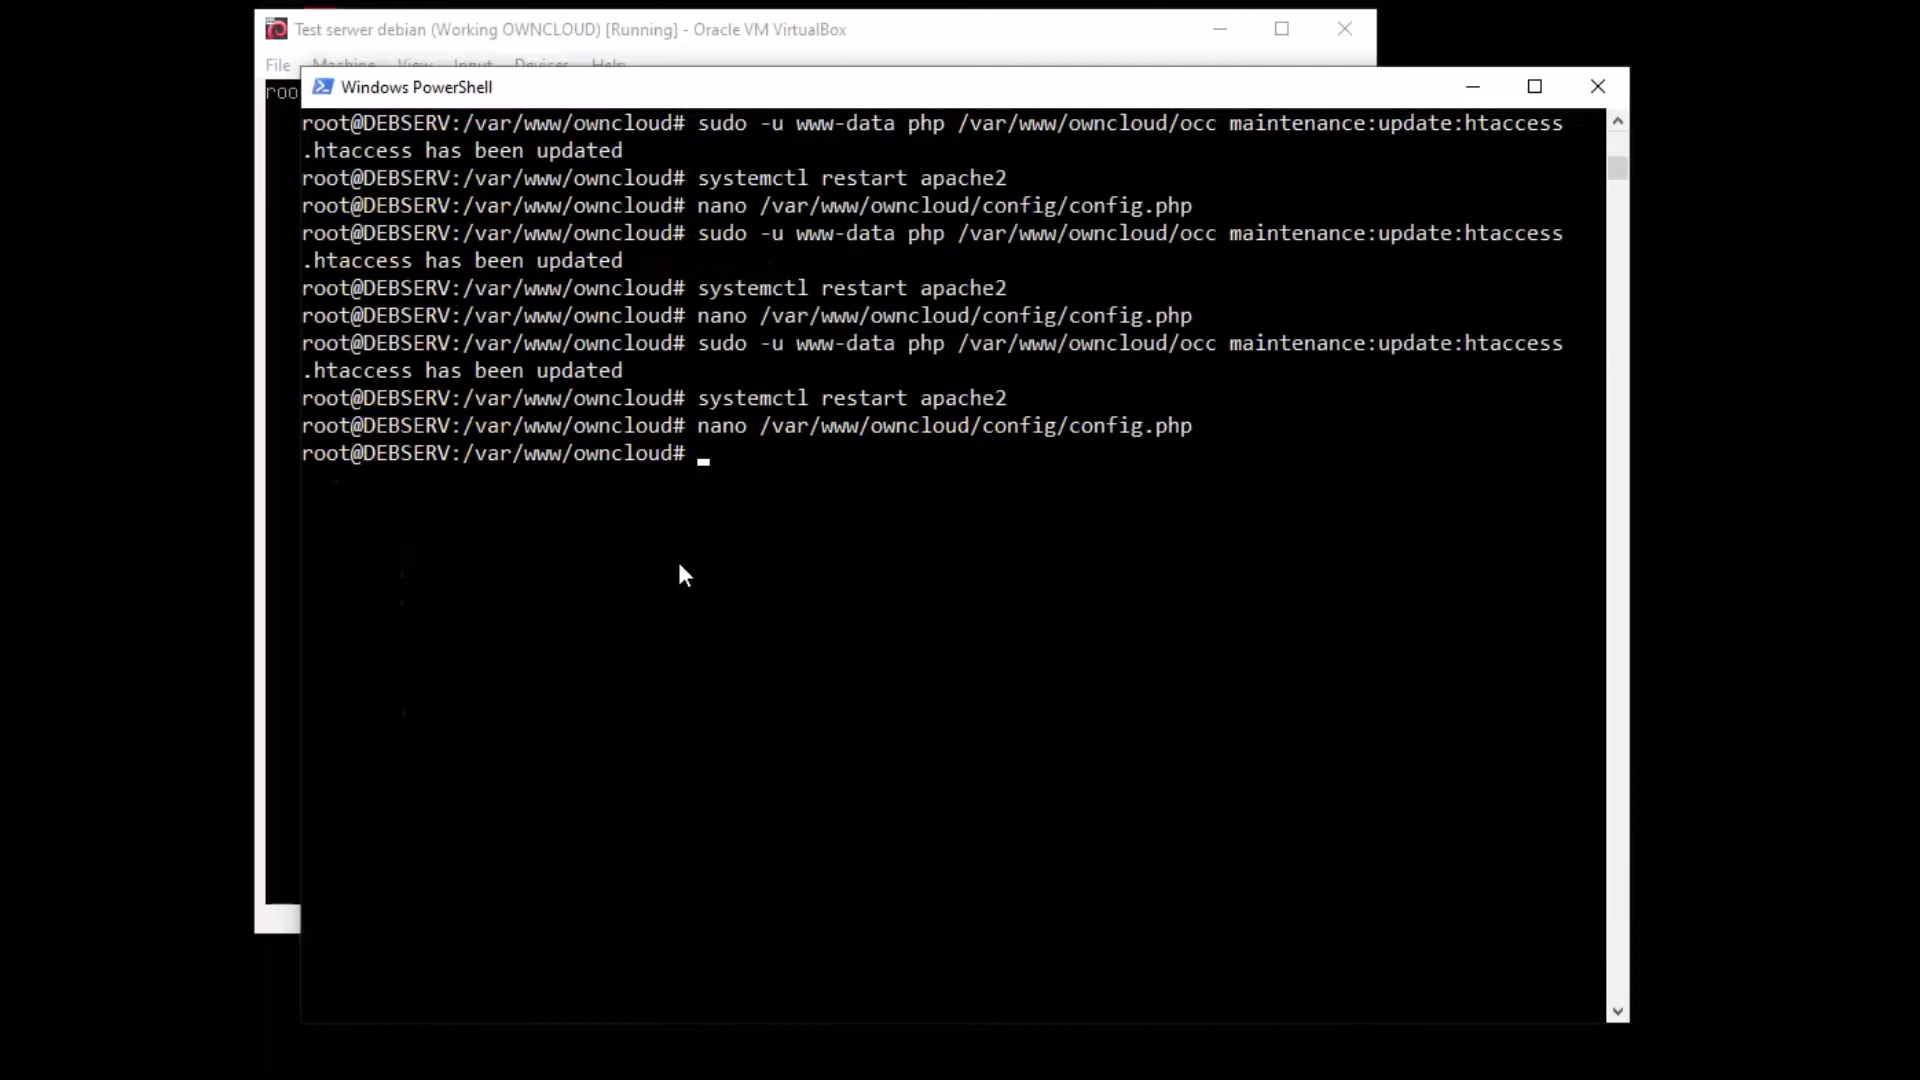 Test serwer debian (Working OWNCLOUD) [Running] - Oracle VM VirtualBox
File Machine View Input Devices Help
roo
Windows PowerShell
root@DEBSERV:/var/www/owncloud# sudo -u www-data php /var/www/owncloud/occ maintenance:update:htaccess
.htaccess has been updated
root@DEBSERV:/var/www/owncloud# systemctl restart apache2
root@DEBSERV:/var/www/owncloud# nano /var/www/owncloud/config/config.php
root@DEBSERV:/var/www/owncloud# sudo -u www-data php /var/www/owncloud/occ maintenance:update:htaccess
.htaccess has been updated
root@DEBSERV:/var/www/owncloud# systemctl restart apache2
root@DEBSERV:/var/www/owncloud# nano /var/www/owncloud/config/config.php
root@DEBSERV:/var/www/owncloud# sudo -u www-data php /var/www/owncloud/occ maintenance:update:htaccess
.htaccess has been updated
root@DEBSERV:/var/www/owncloud# systemctl restart apache2
root@DEBSERV:/var/www/owncloud# nano /var/www/owncloud/config/config.php
root@DEBSERV:/var/www/owncloud#